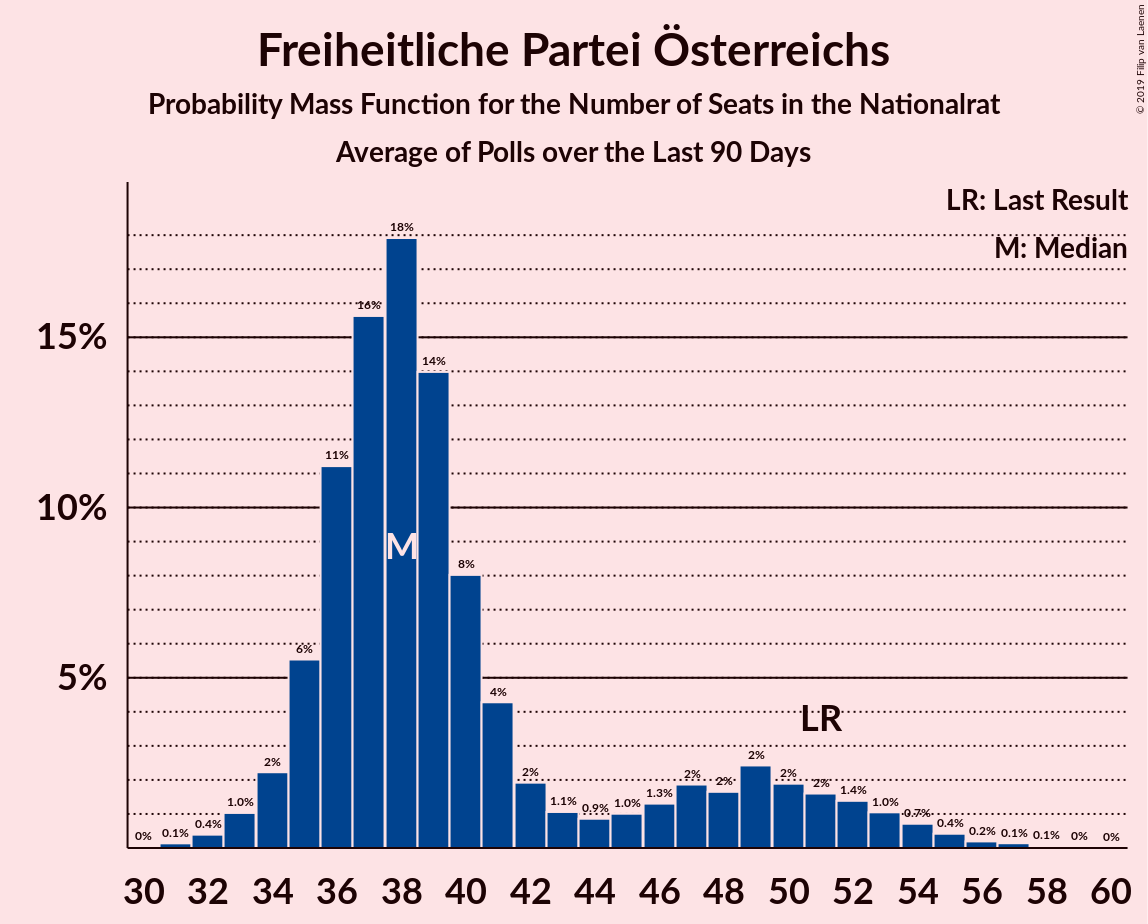 Freiheitliche Partei Österreichs
Probability Mass Function for the Number of Seats in the Nationalrat
Average of Polls over the Last 90 Days
© 2019 Filip van Laenen
LR: Last Result
M: Median
15%
10%
5%
0% 0.1% 0.4% 1.0% 2% 6% 11% 16% 18% 14% 8% 4% 2% 1.1% 0.9% 1.0% 1.3% 2% 2% 2% 2% 2% 1.4% 1.0% 0.7% 0.4% 0.2% 0.1% 0.1% 0% 0%
M
LR
30 32 34 36 38 40 42 44 46 48 50 52 54 56 58 60